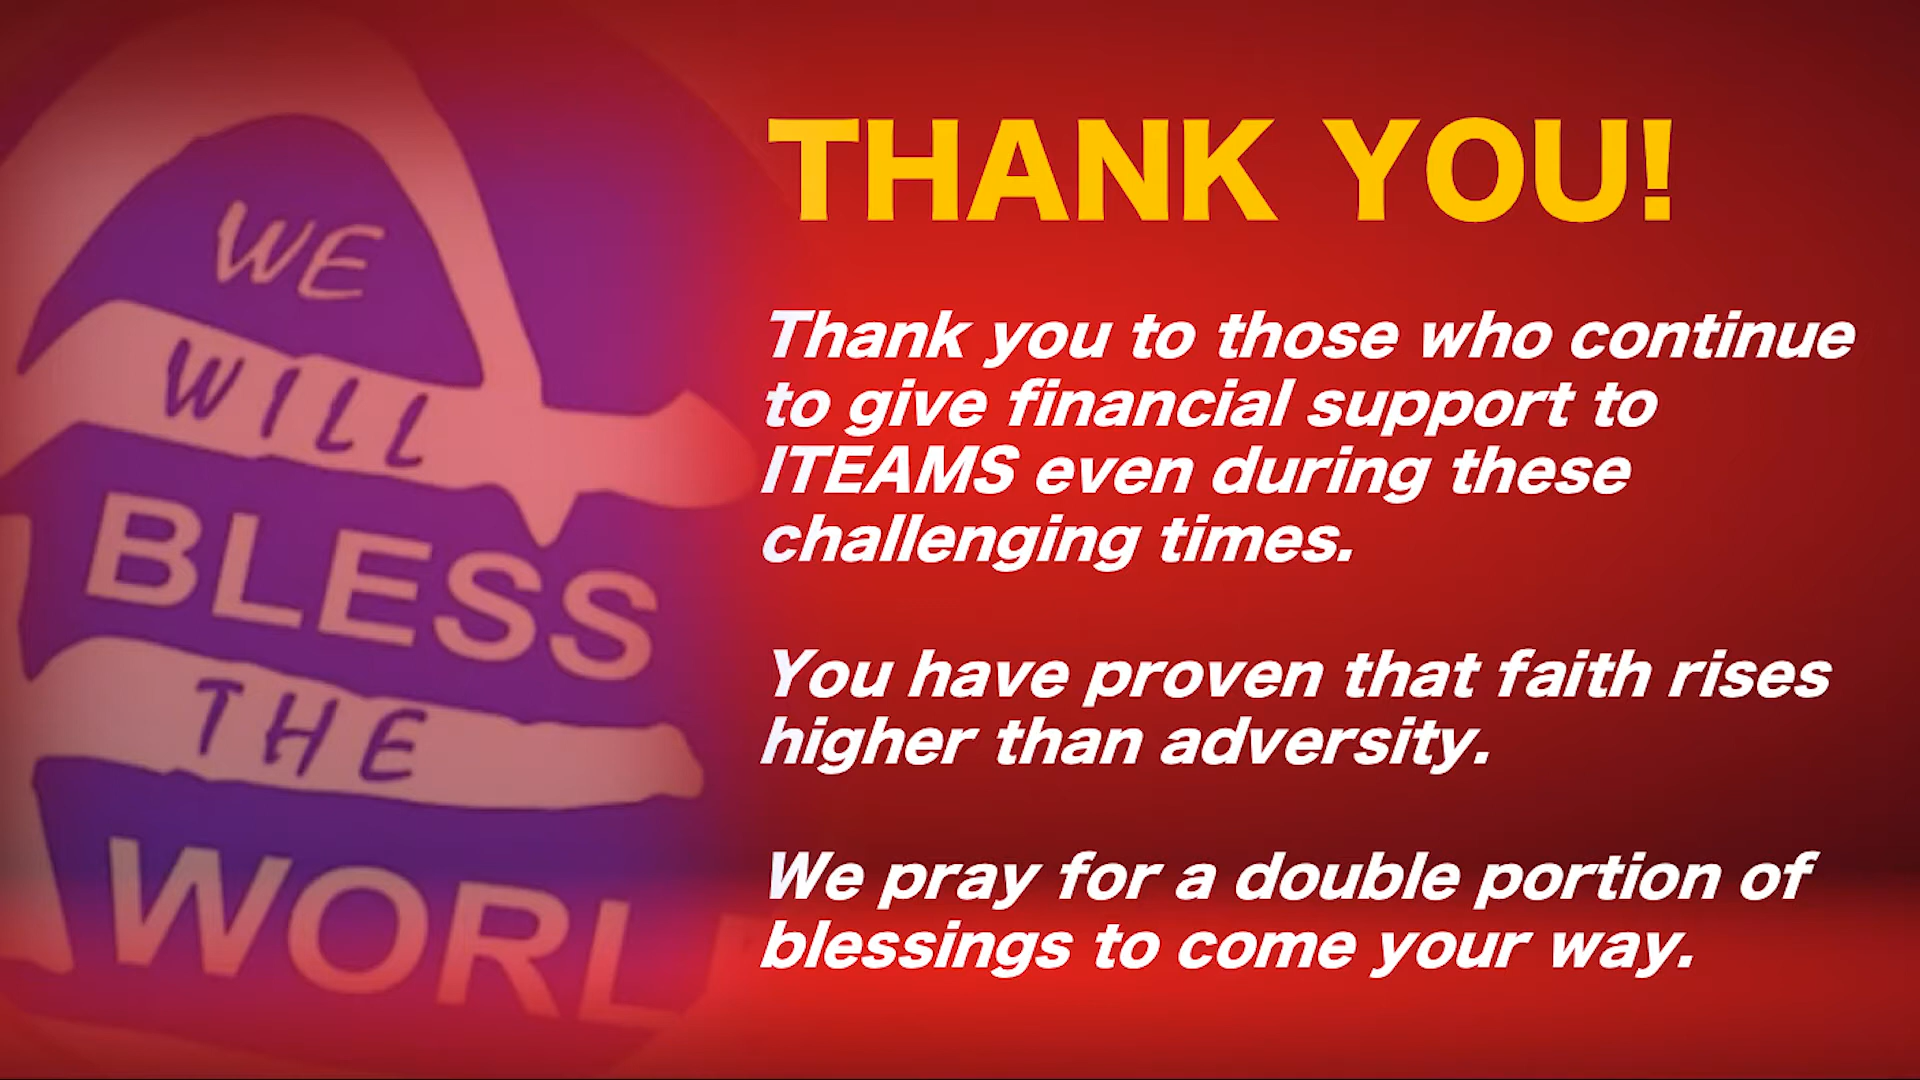 WE
WILL
BLESS
THE
WORL
THANK YOU!
Thank you to those who continue
to give financial support to
ITEAMS even during these
challenging times.
You have proven that faith rises
higher than adversity.
We pray for a double portion of
blessings to come your way.